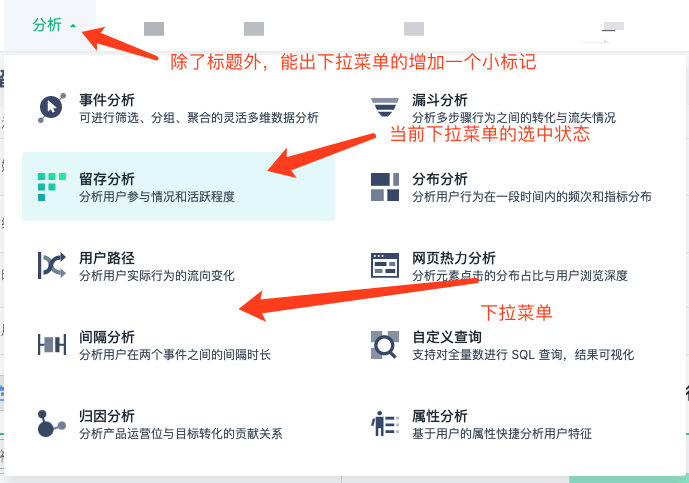 分析
除了标题外，能出下拉菜单的增加一个小标记
事件分析
可进行筛选、分组、聚合的灵活多维数据分析
漏斗分析
分析多步骤行为之间的转化与流失情况
当前下拉菜单的选中状态
留存分析
分析用户参与情况和活跃程度
分布分析
分析用户行为在一段时间内的频次和指标分布
用户路径
分析用户实际行为的流向变化
网页热力分析
分析元素点击的分布占比与用户浏览深度
下拉菜单
间隔分析
分析用户在两个事件之间的间隔时长
自定义查询
支持对全量数进行 SQL 查询，结果可视化
归因分析
分析产品运营位与目标转化的贡献关系
属性分析
基于用户的属性快捷分析用户特征